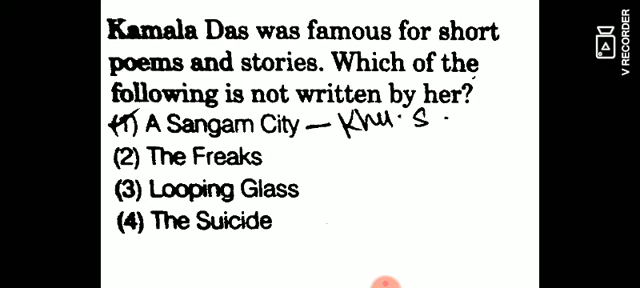 Kamala Das was famous for short
poems and stories. Which of the
following is not written by her?
(1) A Sangam City – Khu. S.
(2) The Freaks
(3) Looping Glass
(4) The Suicide
V RECORDER